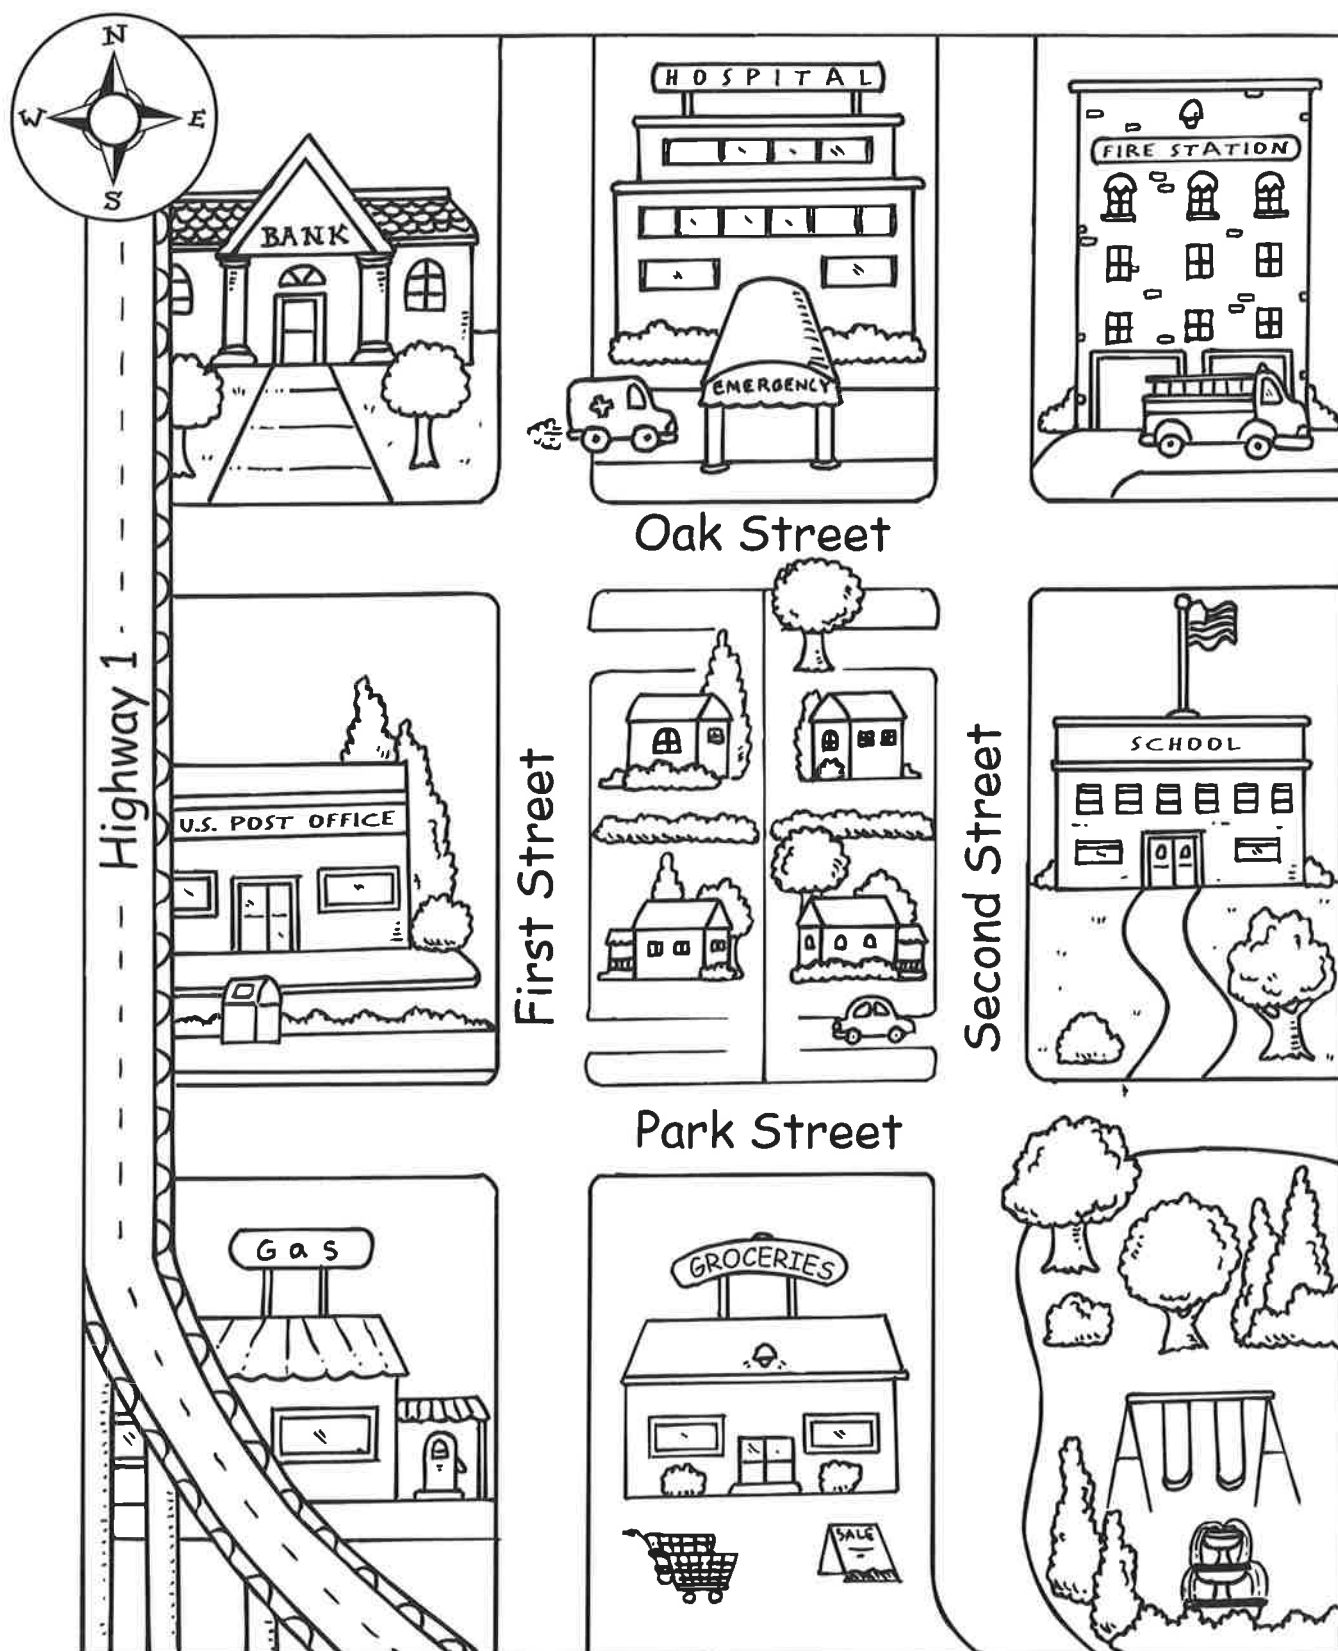 N
W E
S
BANK
HOSPITAL
EMERGENCY
FIRE STATION
Oak Street
Highway 1
U.S. POST OFFICE
First Street
Second Street
SCHOOL
Park Street
Gas
GROCERIES
SALE